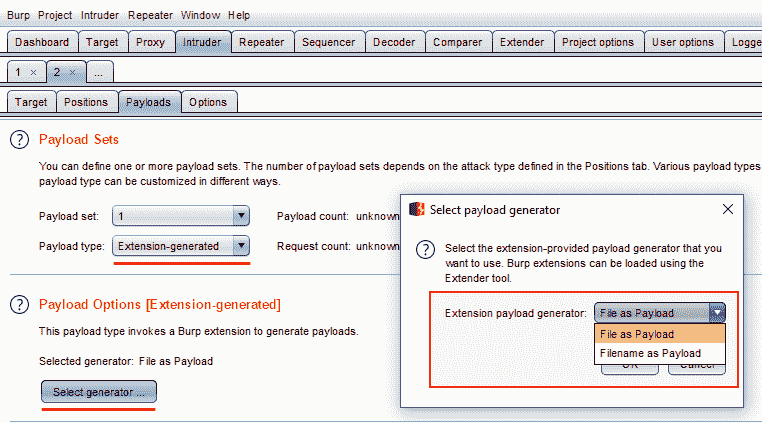 Burp Project Intruder Repeater Window Help
Dashboard Target Proxy Intruder Repeater Sequencer Decoder Comparer Extender Project options User options Logge
1 × 2 × ...
Target Positions Payloads Options
? Payload Sets
You can define one or more payload sets. The number of payload sets depends on the attack type defined in the Positions tab. Various payload types
payload type can be customized in different ways.
Payload set: 1 Payload count: unknown
Payload type: Extension-generated Request count: unknown
? Payload Options [Extension-generated]
This payload type invokes a Burp extension to generate payloads.
Selected generator: File as Payload
Select generator ...
Select payload generator
? Select the extension-provided payload generator that you
want to use. Burp extensions can be loaded using the
Extender tool.
Extension payload generator: File as Payload
File as Payload
Filename as Payload
OK Cancel